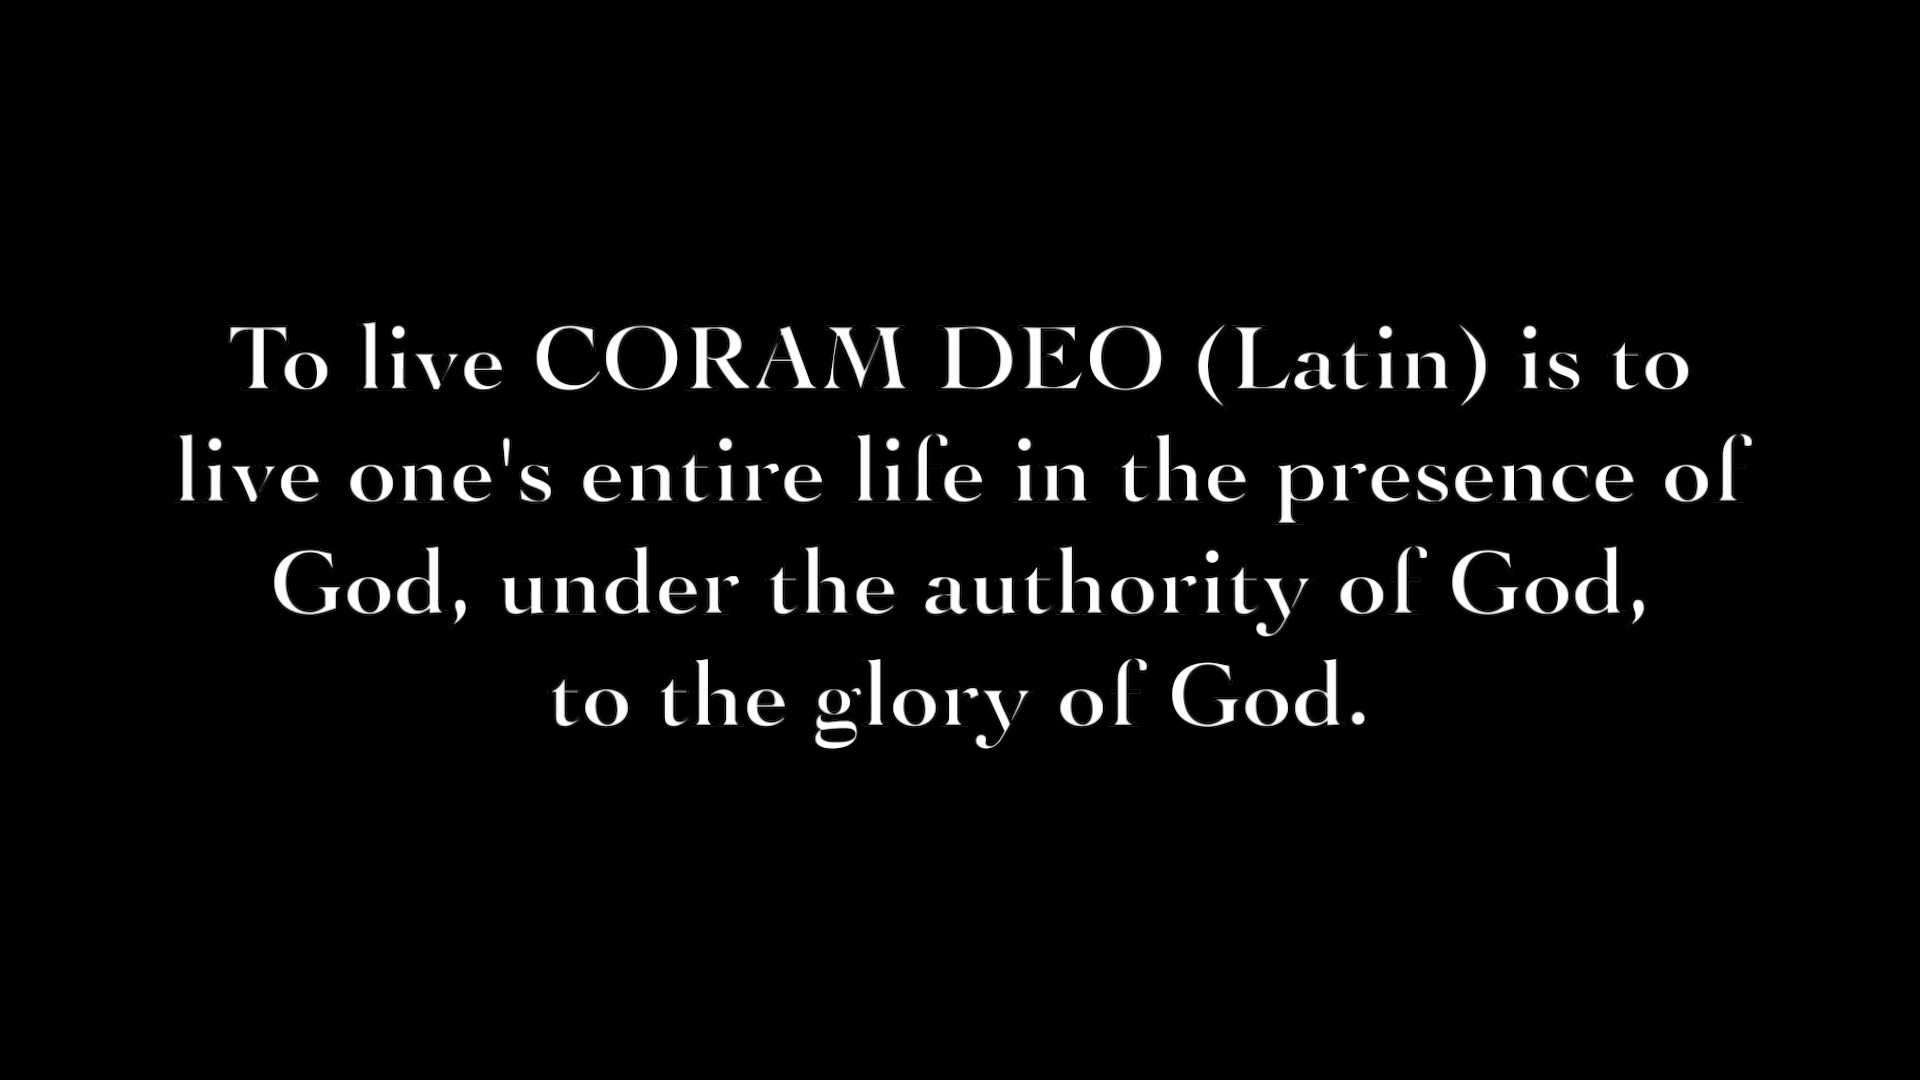 To live CORAM DEO (Latin) is to
live one's entire life in the presence of
God, under the authority of God,
to the glory of God.